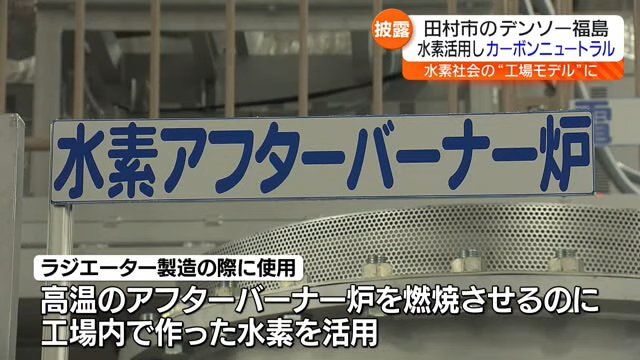 披露
田村市のデンソー福島
水素活用しカーボンニュートラル
水素社会の"工場モデル"に
電
水素アフターバーナー炉
ラジエーター製造の際に使用
高温のアフターバーナー炉を燃焼させるのに
工場内で作った水素を活用